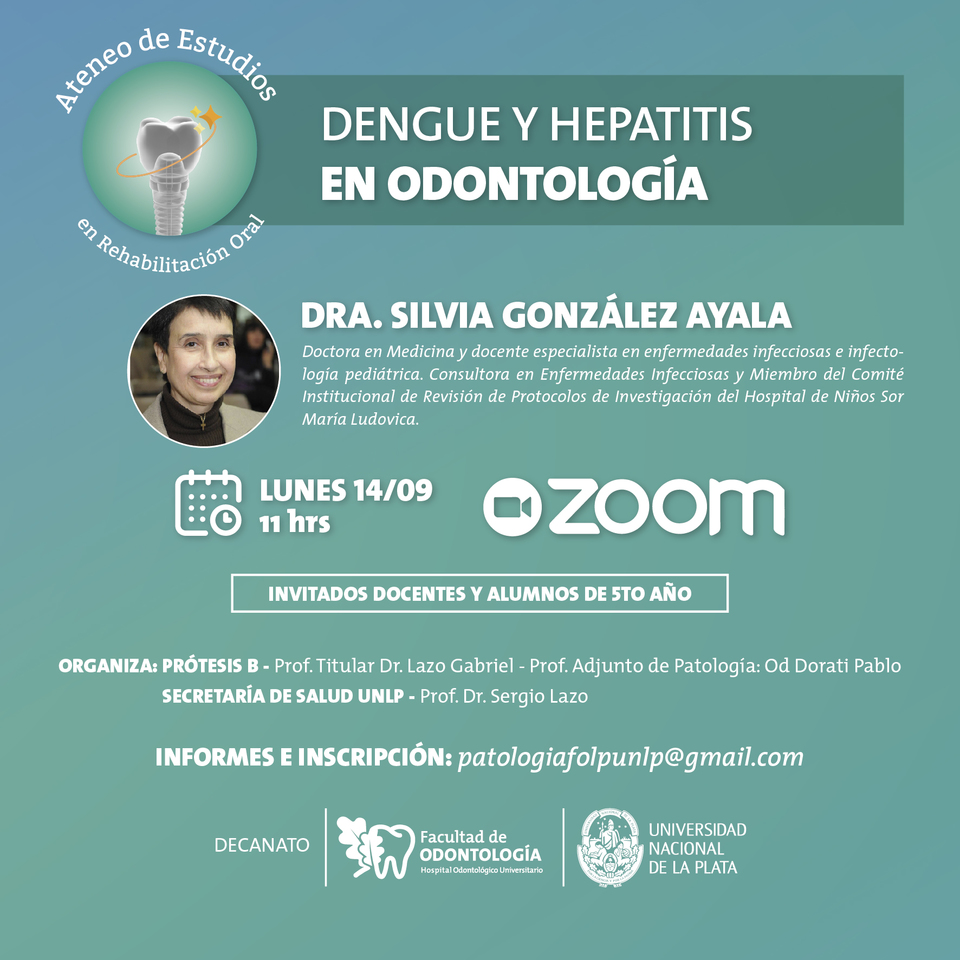 Ateneo de Estudios
en Rehabilitación Oral
DENGUE Y HEPATITIS
EN ODONTOLOGÍA
DRA. SILVIA GONZÁLEZ AYALA
Doctora en Medicina y docente especialista en enfermedades infecciosas e infecto-
logía pediátrica. Consultora en Enfermedades Infecciosas y Miembro del Comité
Institucional de Revisión de Protocolos de Investigación del Hospital de Niños Sor
María Ludovica.
LUNES 14/09
11 hrs
zoom
INVITADOS DOCENTES Y ALUMNOS DE 5TO AÑO
ORGANIZA: PRÓTESIS B - Prof. Titular Dr. Lazo Gabriel - Prof. Adjunto de Patología: Od Dorati Pablo
SECRETARÍA DE SALUD UNLP - Prof. Dr. Sergio Lazo
INFORMES E INSCRIPCIÓN: patologiafolpunlp@gmail.com
DECANATO
Facultad de
ODONTOLOGÍA
Hospital Odontológico Universitario
UNIVERSIDAD
NACIONAL
DE LA PLATA